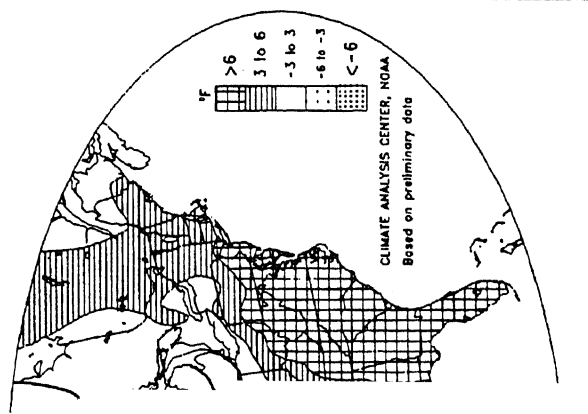 °F
>6
3 to 6
-3 to 3
-6 to -3
<-6
CLIMATE ANALYSIS CENTER, NOAA
Based on preliminary data